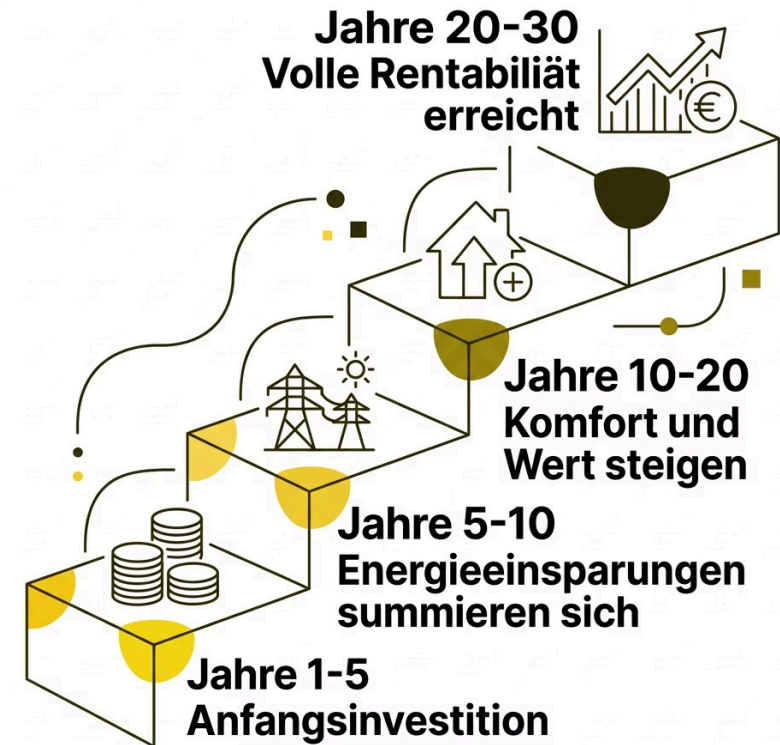 Jahre 20-30
Volle Rentabiliät
erreicht
€
Jahre 10-20
Komfort und
Wert steigen
Jahre 5-10
Energieeinsparungen
summieren sich
Jahre 1-5
Anfangsinvestition